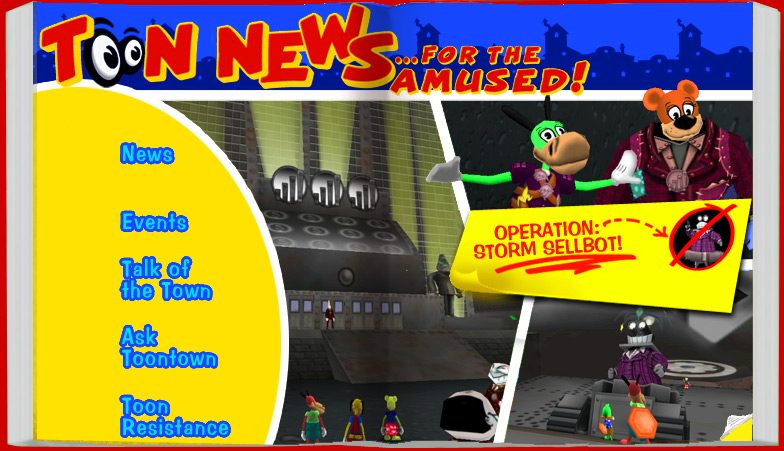 TOON NEWS
...FOR THE
AMUSED!
News
Events
Talk of
the Town
Ask
Toontown
Toon
Resistance
OPERATION:
STORM SELLBOT!